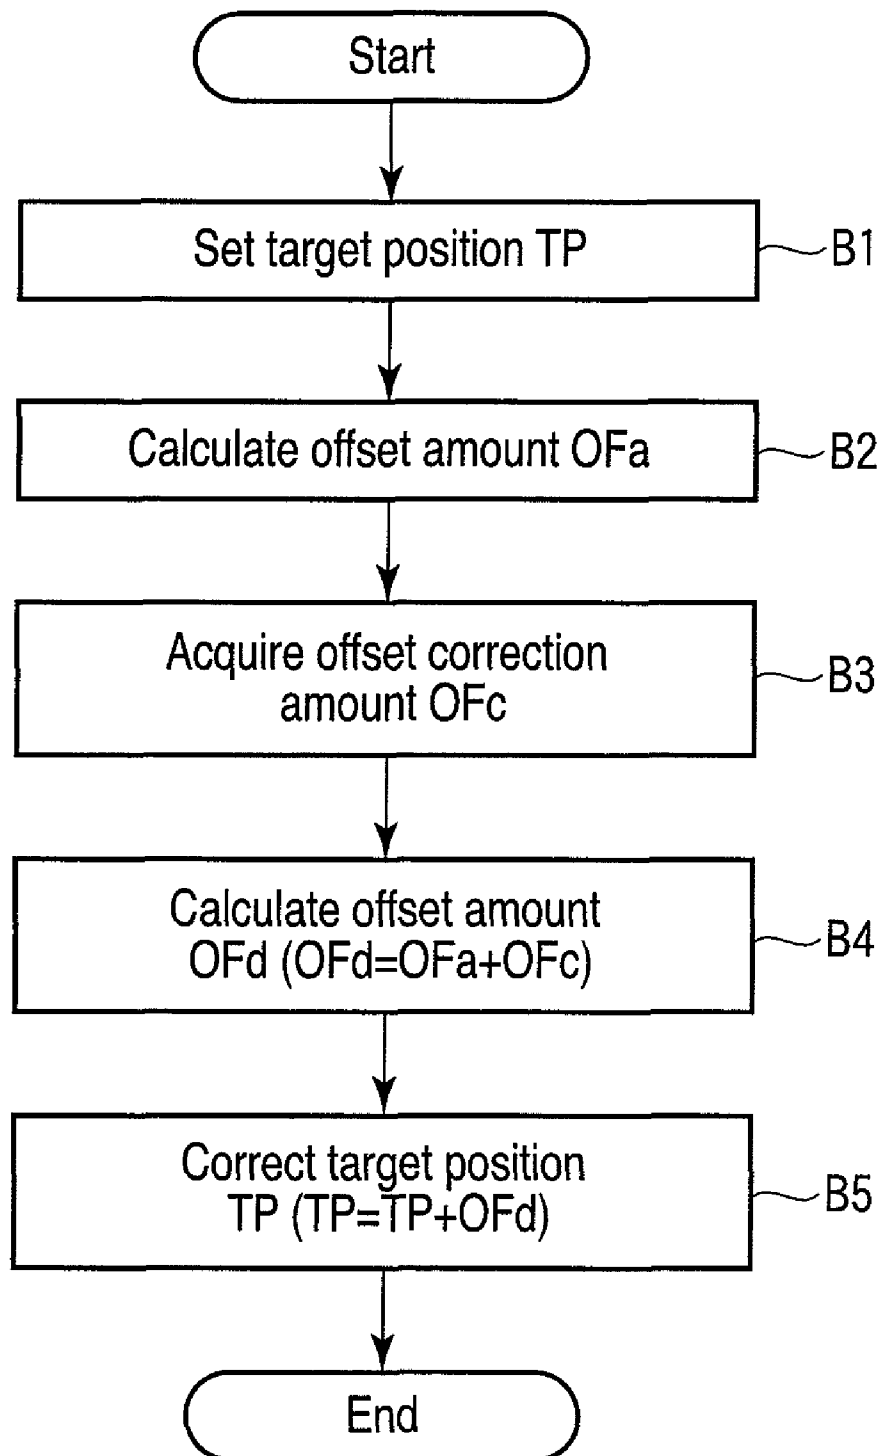 Start
Set target position TP
B1
Calculate offset amount OFa
B2
Acquire offset correction
amount OFc
B3
Calculate offset amount
OFd (OFd=OFa+OFc)
B4
Correct target position
TP (TP=TP+OFd)
B5
End